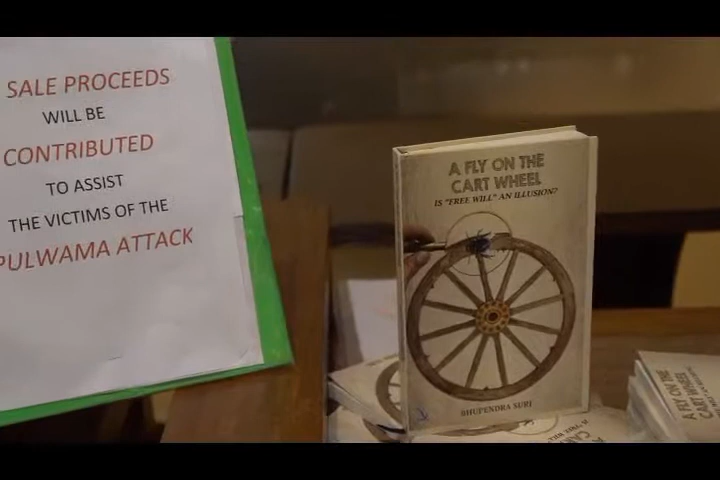 SALE PROCEEDS
WILL BE
CONTRIBUTED
TO ASSIST
THE VICTIMS OF THE
PULWAMA ATTACK
A FLY ON THE
CART WHEEL
IS "FREE WILL" AN ILLUSION?
BHUPENDRA SURI
A FLY ON THE
CART WHEEL